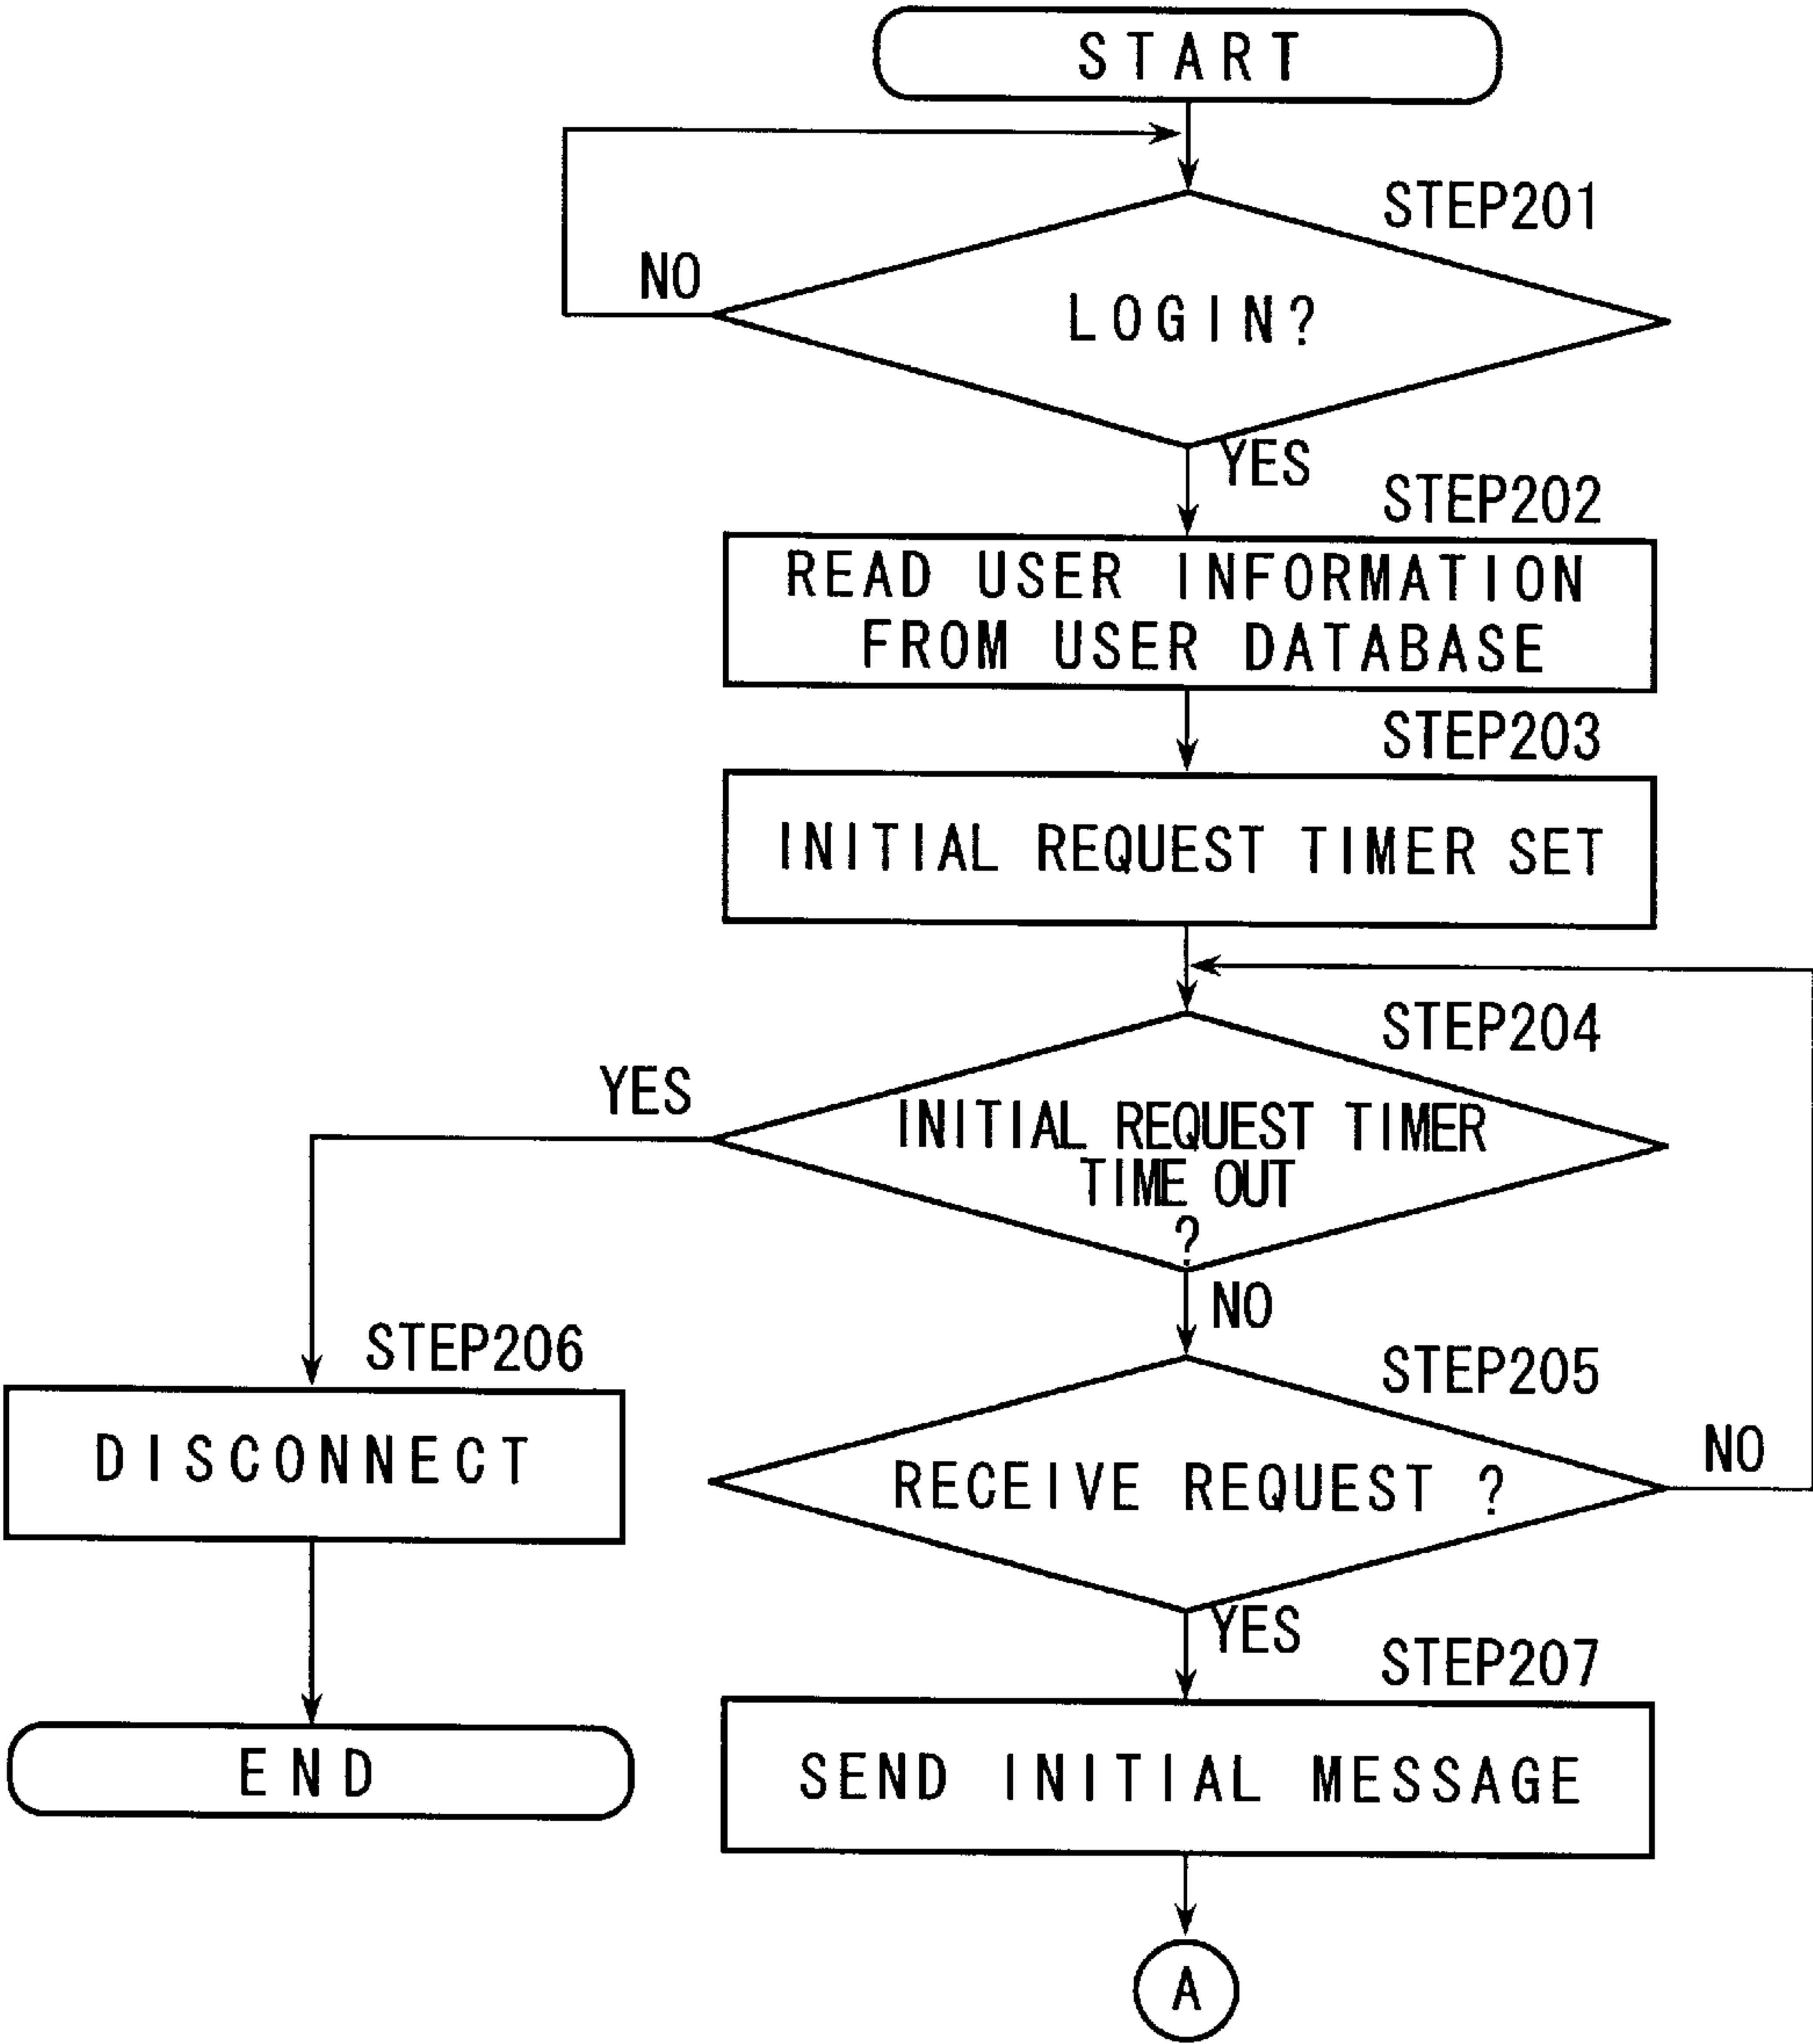 START
STEP201
NO
LOGIN?
YES
STEP202
READ USER INFORMATION
FROM USER DATABASE
STEP203
INITIAL REQUEST TIMER SET
STEP204
YES
INITIAL REQUEST TIMER
TIME OUT
?
NO
STEP206
STEP205
DISCONNECT
RECEIVE REQUEST ?
NO
YES
STEP207
END
SEND INITIAL MESSAGE
A